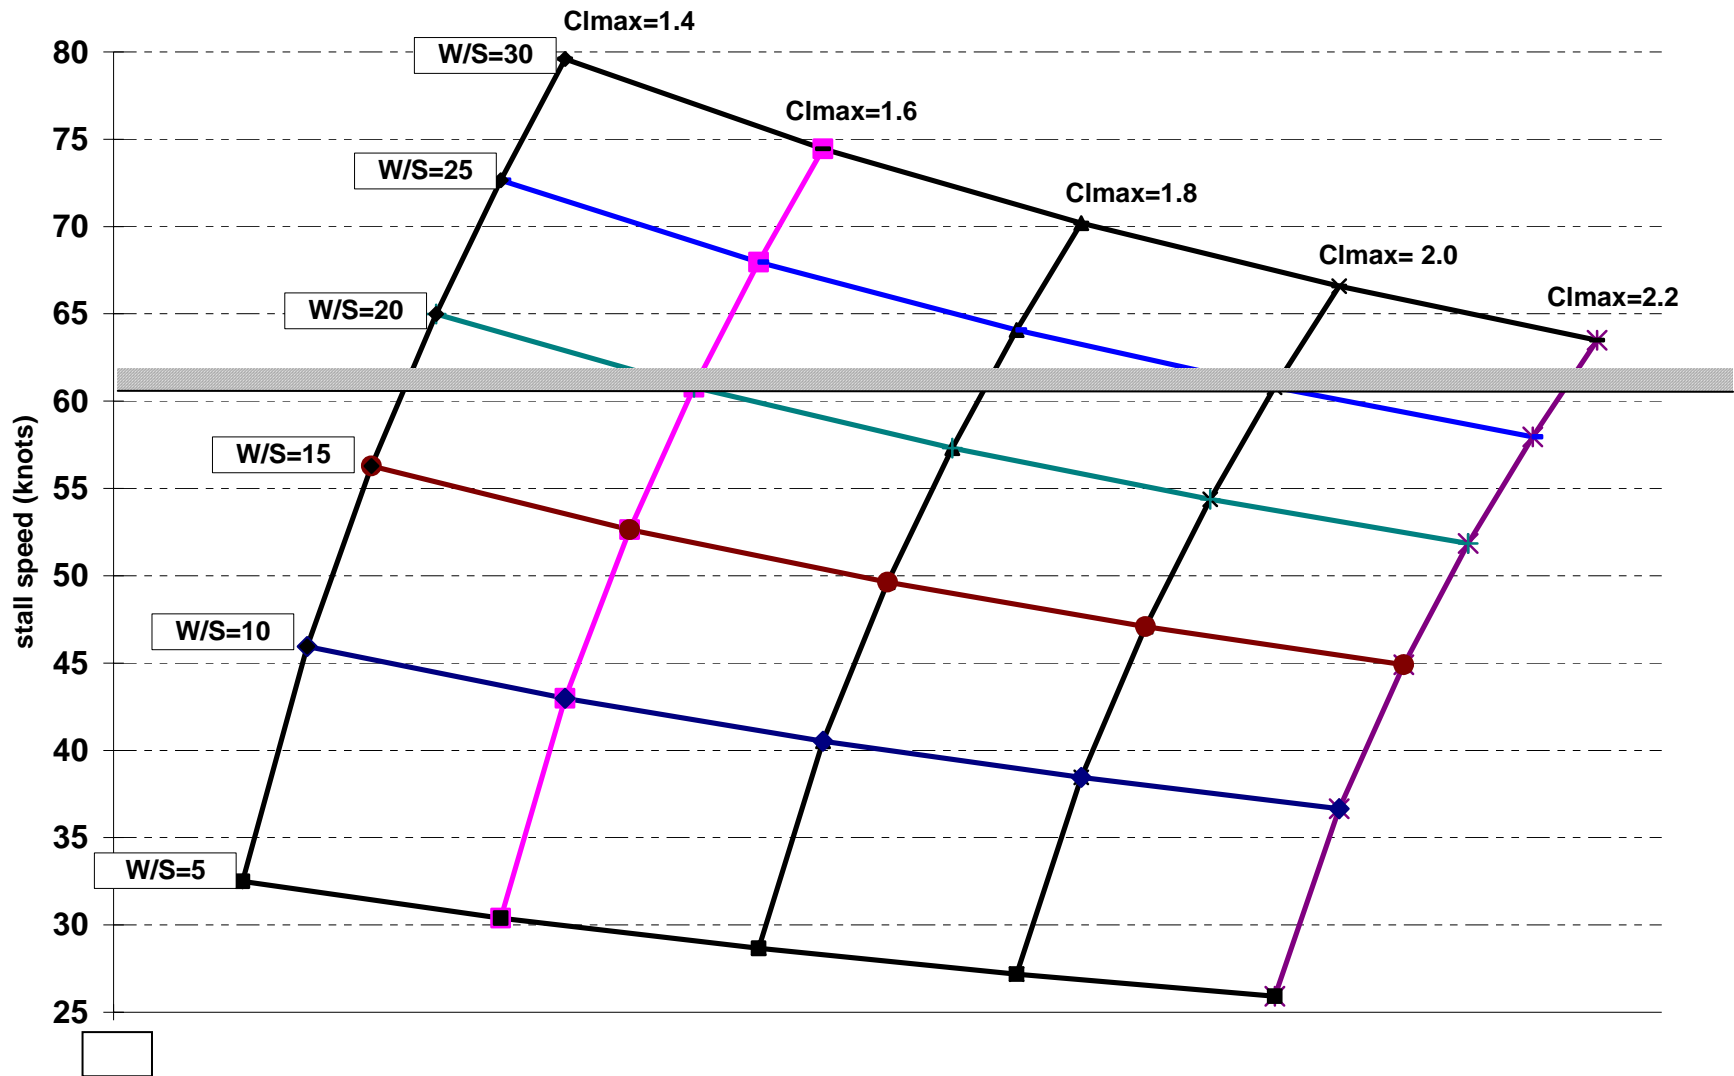 Clmax=1.4
80
W/S=30
Clmax=1.6
75
W/S=25
Clmax=1.8
70
Clmax= 2.0
Clmax=2.2
65
W/S=20
60
W/S=15
55
50
W/S=10
45
40
35
W/S=5
30
25
stall speed (knots)